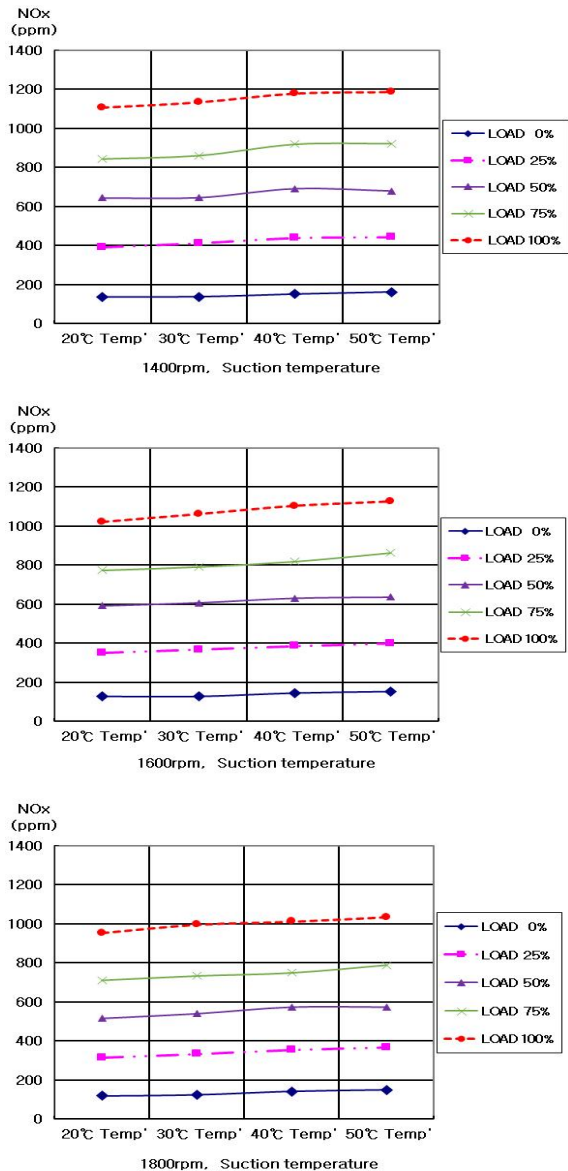 NOx
(ppm)
1400
1200
1000
800
600
400
200
0
20℃ Temp' 30℃ Temp' 40℃ Temp' 50℃ Temp'
1400rpm, Suction temperature
LOAD 0%
LOAD 25%
LOAD 50%
LOAD 75%
LOAD 100%
NOx
(ppm)
1400
1200
1000
800
600
400
200
0
20℃ Temp' 30℃ Temp' 40℃ Temp' 50℃ Temp'
1600rpm, Suction temperature
LOAD 0%
LOAD 25%
LOAD 50%
LOAD 75%
LOAD 100%
NOx
(ppm)
1400
1200
1000
800
600
400
200
0
20℃ Temp' 30℃ Temp' 40℃ Temp' 50℃ Temp'
1800rpm, Suction temperature
LOAD 0%
LOAD 25%
LOAD 50%
LOAD 75%
LOAD 100%